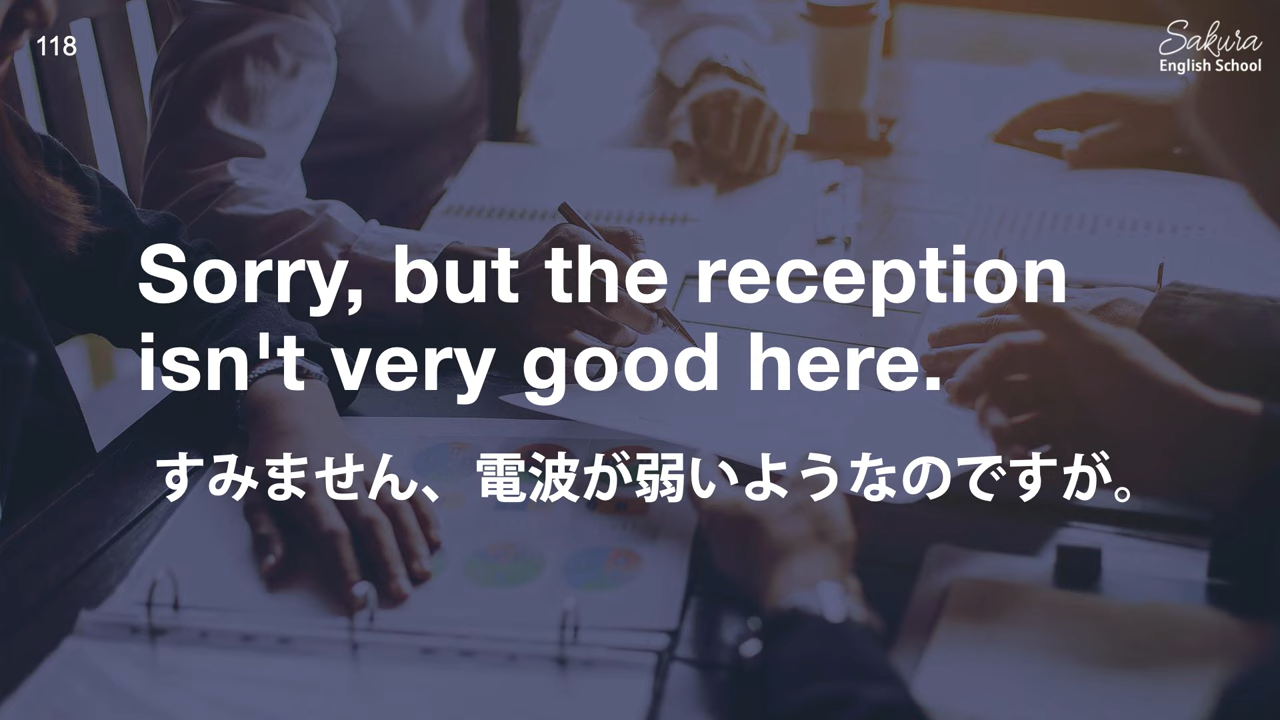 118
Sakura
English School
Sorry, but the reception
isn't very good here.
すみません、電波が弱いようなのですが。